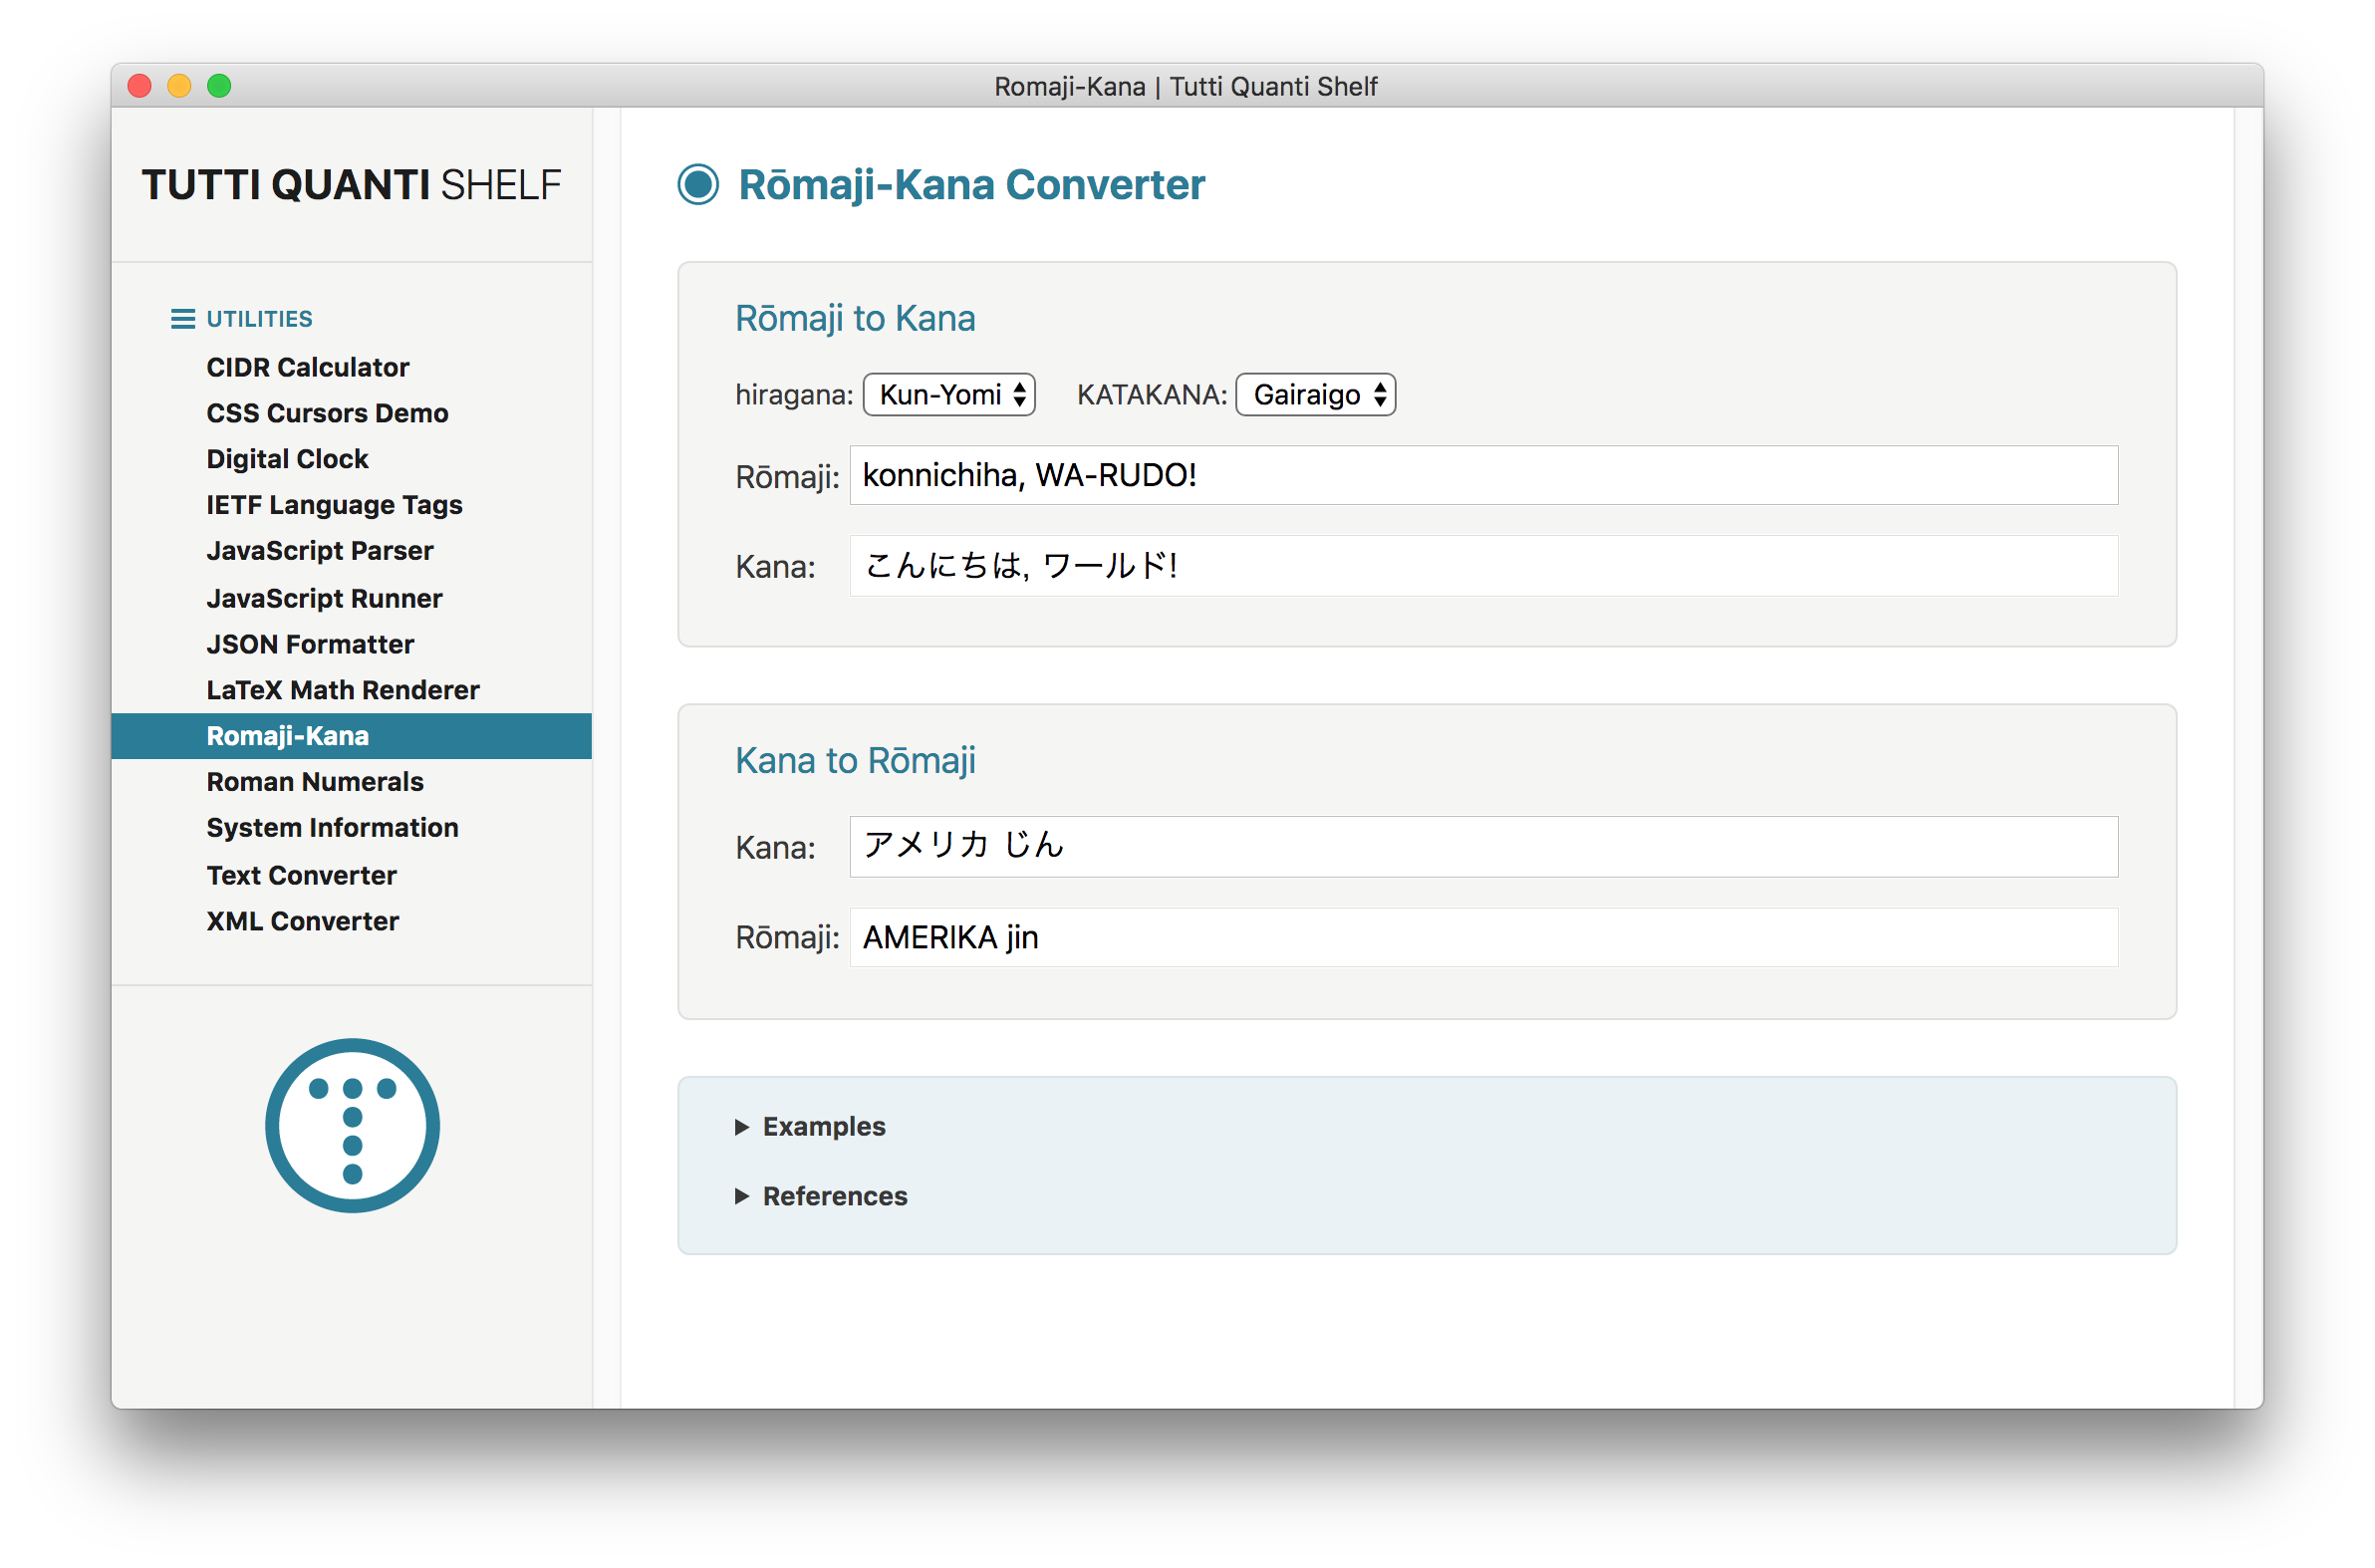 Romaji-Kana | Tutti Quanti Shelf
TUTTI QUANTI SHELF
UTILITIES
CIDR Calculator
CSS Cursors Demo
Digital Clock
IETF Language Tags
JavaScript Parser
JavaScript Runner
JSON Formatter
LaTeX Math Renderer
Romaji-Kana
Roman Numerals
System Information
Text Converter
XML Converter
Rōmaji-Kana Converter
Rōmaji to Kana
hiragana: Kun-Yomi KATAKANA: Gairaigo
Rōmaji: konnichiha, WA-RUDO!
Kana: こんにちは, ワールド!
Kana to Rōmaji
Kana: アメリカ じん
Rōmaji: AMERIKA jin
Examples
References